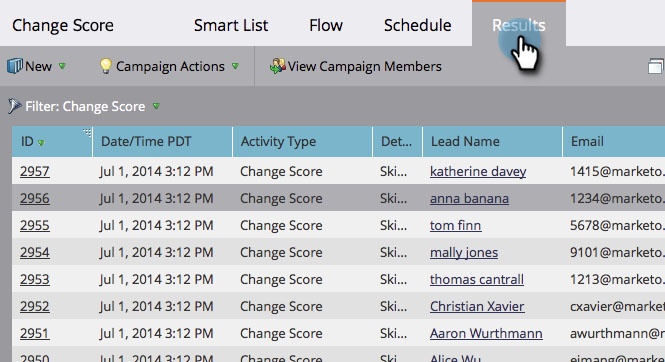 Change Score Smart List Flow Schedule Results
New Campaign Actions View Campaign Members
Filter: Change Score
ID Date/Time PDT Activity Type Det... Lead Name Email
2957 Jul 1, 2014 3:12 PM Change Score Ski... katherine davey 1415@marketo.
2956 Jul 1, 2014 3:12 PM Change Score Ski... anna banana 1234@marketo.
2955 Jul 1, 2014 3:12 PM Change Score Ski... tom finn 5678@marketo.
2954 Jul 1, 2014 3:12 PM Change Score Ski... mally jones 9101@marketo.
2953 Jul 1, 2014 3:12 PM Change Score Ski... thomas cantrall 1213@marketo.
2952 Jul 1, 2014 3:12 PM Change Score Ski... Christian Xavier cxavier@market
2951 Jul 1, 2014 3:12 PM Change Score Ski... Aaron Wurthmann awurthmann@
2950 Jul 1, 2014 3:12 PM Change Score Ski... Alice Wu